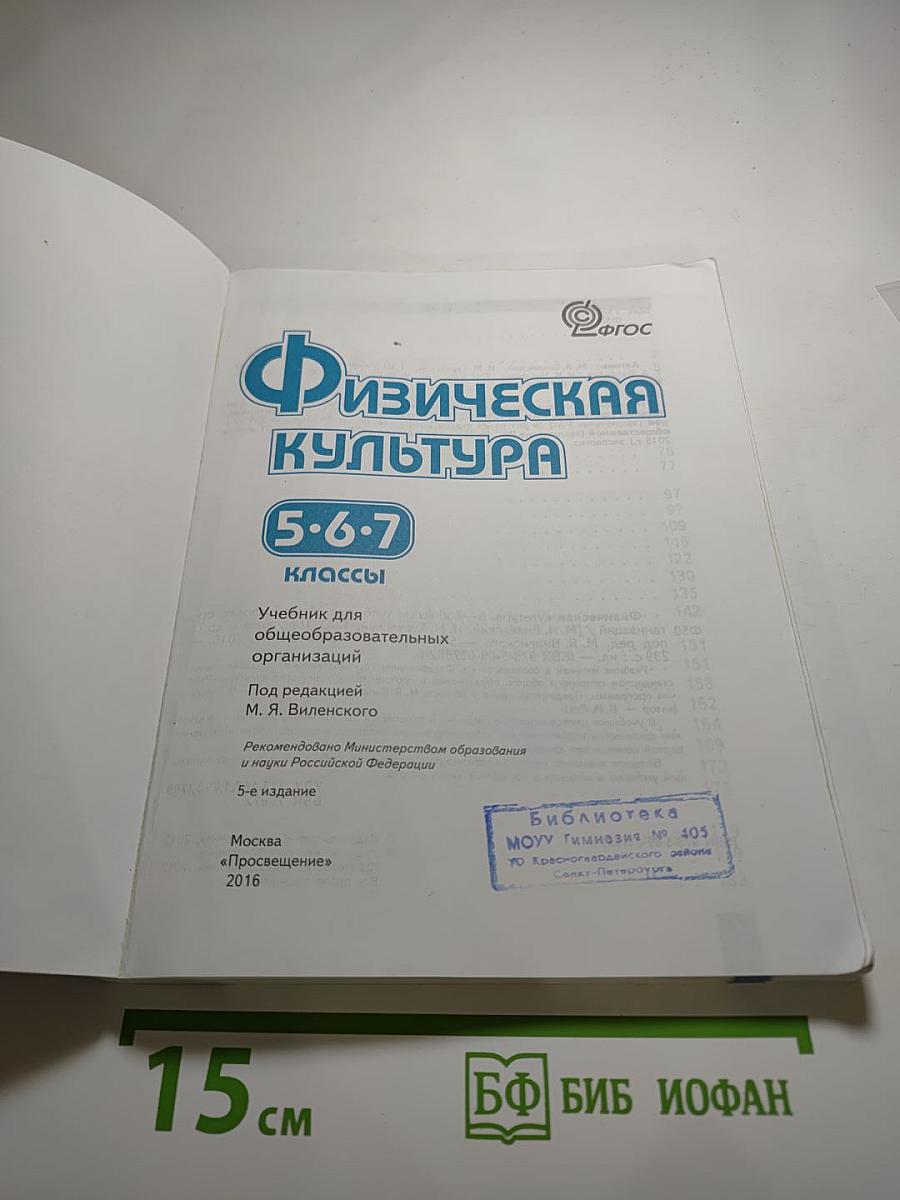 ФГОС
ФИЗИЧЕСКАЯ
КУЛЬТУРА
5•6•7
классы
Учебник для
общеобразовательных
организаций
Под редакцией
М. Я. Виленского
Рекомендовано Министерством образования
и науки Российской Федерации
5-е издание
Москва
«Просвещение»
2016
Библиотека
МОУУ Гимназия № 405
УО Красногвардейского района
Санкт-Петербурга
15 см
БФ БИБ ИОФАН